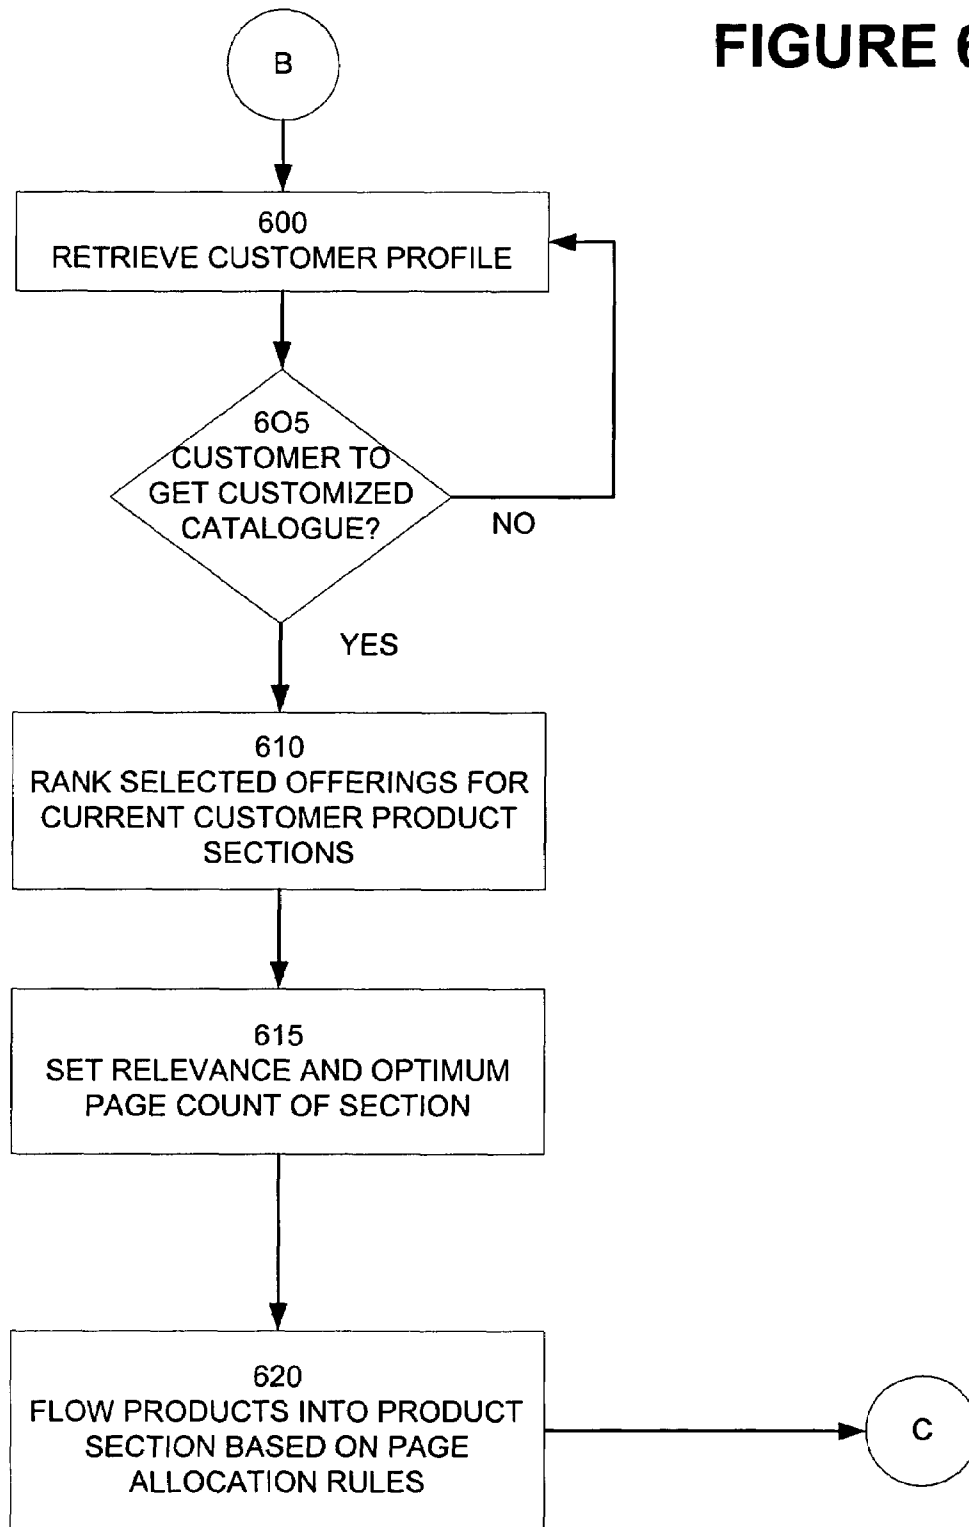 FIGURE 6
B
600
RETRIEVE CUSTOMER PROFILE
6O5
CUSTOMER TO
GET CUSTOMIZED
CATALOGUE?
NO
YES
610
RANK SELECTED OFFERINGS FOR
CURRENT CUSTOMER PRODUCT
SECTIONS
615
SET RELEVANCE AND OPTIMUM
PAGE COUNT OF SECTION
620
FLOW PRODUCTS INTO PRODUCT
SECTION BASED ON PAGE
ALLOCATION RULES
C